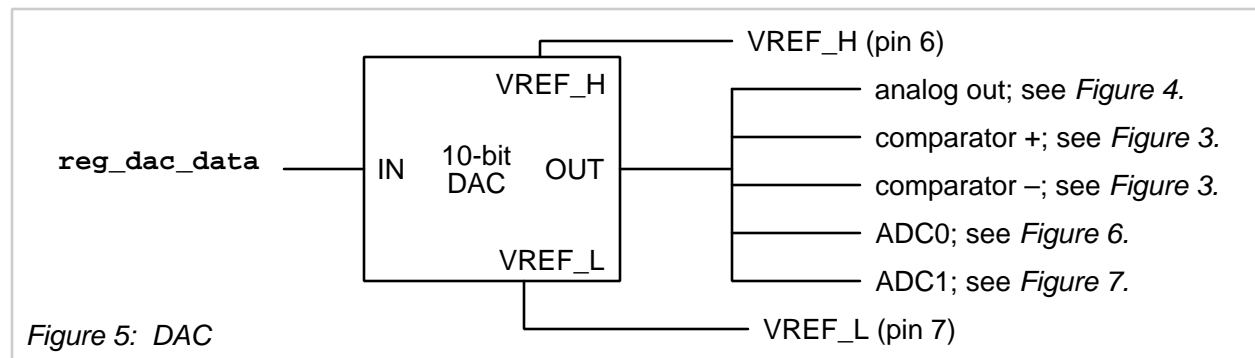 VREF_H (pin 6)
VREF_H
analog out; see Figure 4.
comparator +; see Figure 3.
reg_dac_data
IN
10-bit
DAC
OUT
comparator –; see Figure 3.
ADC0; see Figure 6.
VREF_L
ADC1; see Figure 7.
VREF_L (pin 7)
Figure 5: DAC